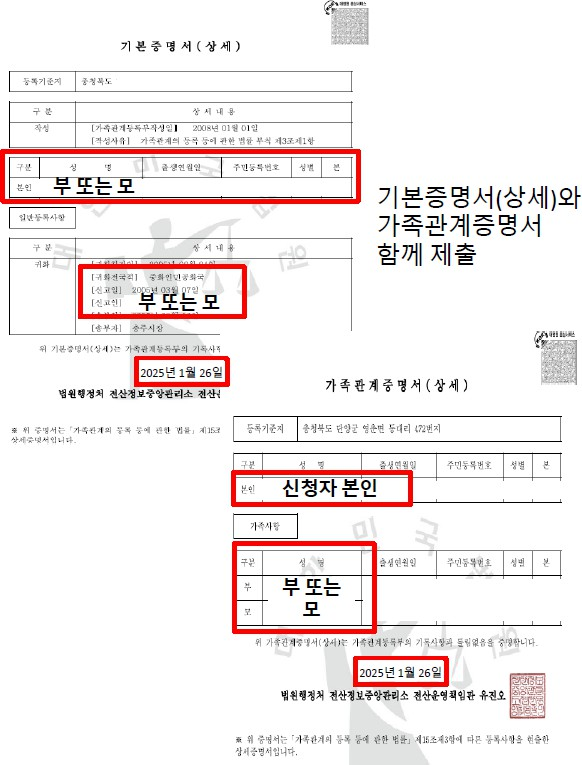 대한민국 법원서비스
기본증명서(상세)
등록기준지 충청북도
구분 상세내용
작성 [가족관계등록부작성일] 2008년 01월 01일
[작성사유] 가족관계의 등록 등에 관한 법률 부칙 제3조제1항
구분 성 명 출생연월일 주민등록번호 성별 본
본인 부 또는 모
일반등록사항
구분 상세내용
귀화
[귀화전국적] 중화인민공화국
[신고일] 2006년 03월 07일
[신고인] 부 또는 모
[송부자] 충주시장
위 기본증명서(상세)는 가족관계등록부의 기록사
2025년 1월 26일
법원행정처 전산정보중앙관리소 전산
※ 위 증명서는「가족관계의 등록 등에 관한 법률」제15조
상세증명서입니다.
기본증명서(상세)와
가족관계증명서
함께 제출
가족관계증명서(상세)
등록기준지 충청북도 단양군 영춘면 동대리 472번지
구분 성 명 출생연월일 주민등록번호 성별 본
본인 신청자 본인
가족사항
구분 성 명 출생연월일 주민등록번호 성별 본
부 부 또는
모 모
위 가족관계증명서(상세)는 가족관계등록부의 기록사항과 틀림없음을 증명합니다.
2025년 1월 26일
법원행정처 전산정보중앙관리소 전산운영책임관 유진오
※ 위 증명서는「가족관계의 등록 등에 관한 법률」제15조제3항에 따른 등록사항을 현출한
상세증명서입니다.